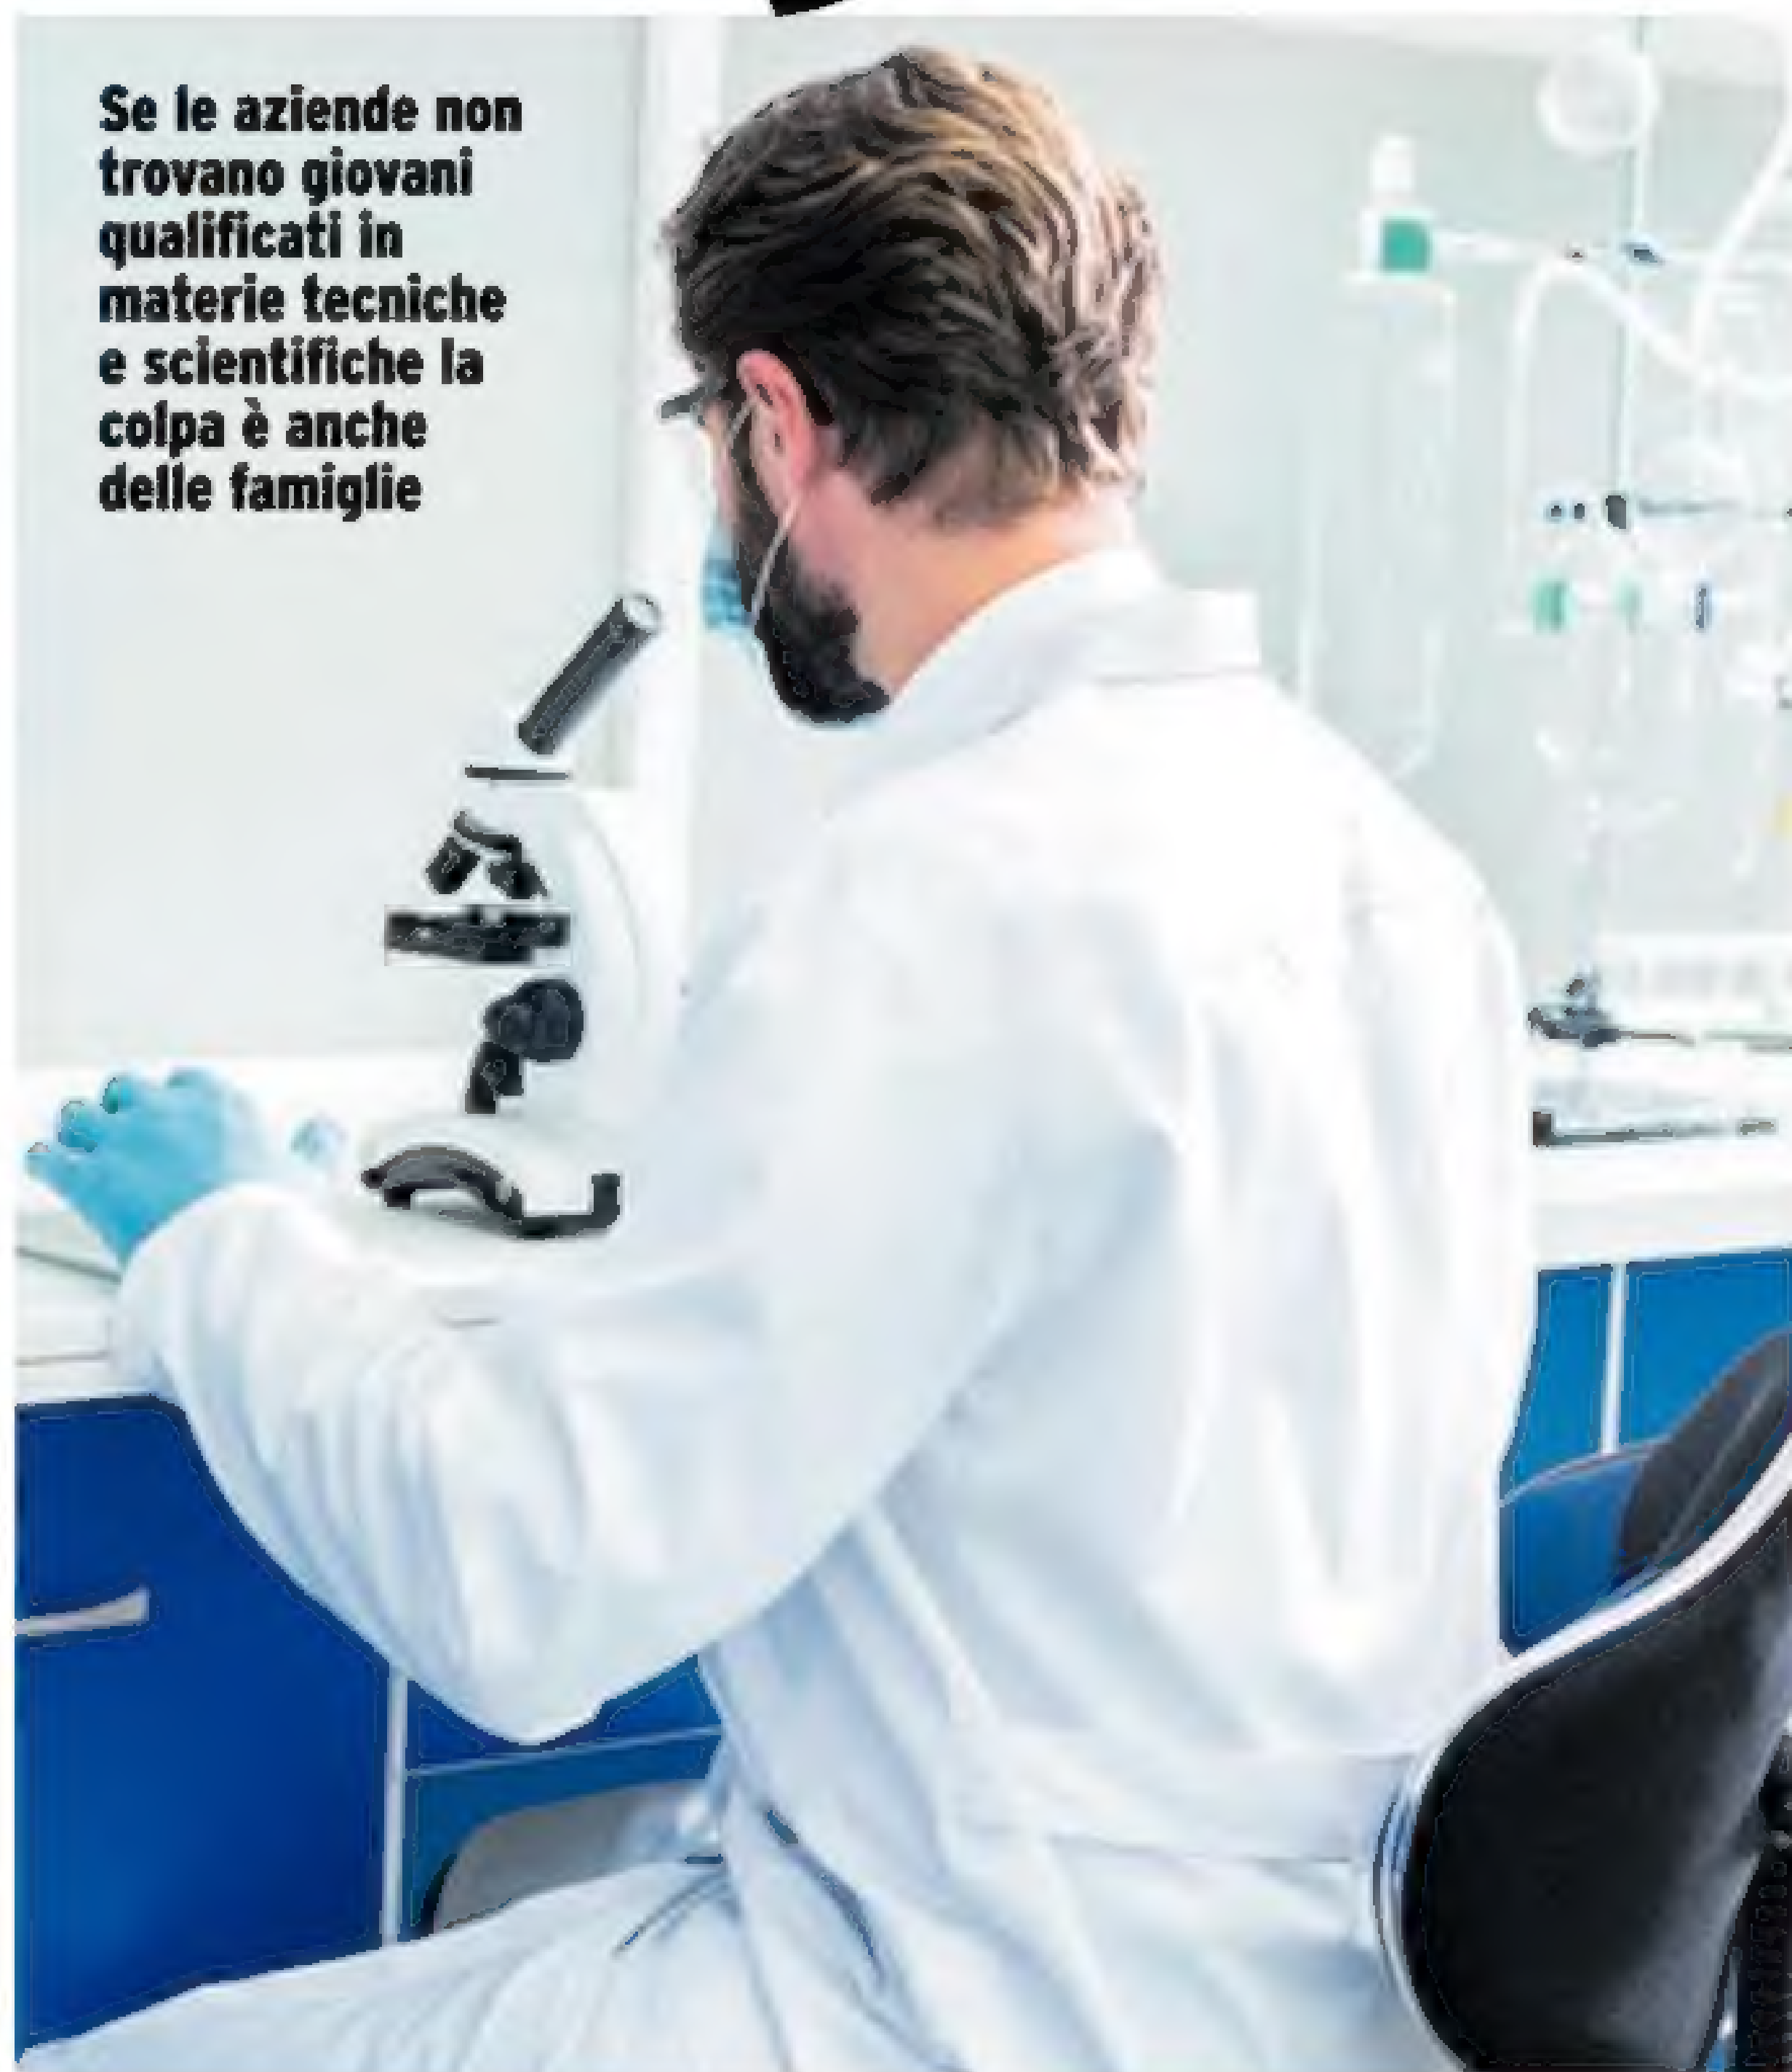 Se le aziende non
trovano giovani
qualificati in
materie tecniche
e scientifiche la
colpa è anche
delle famiglie